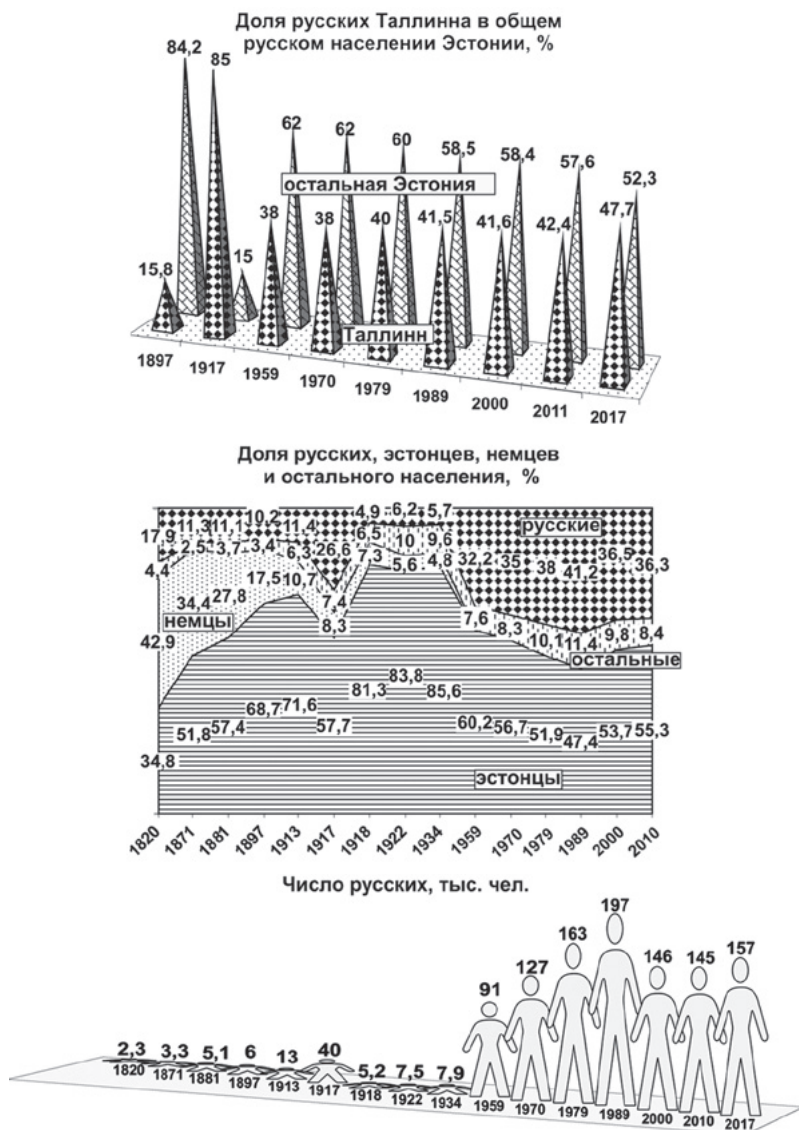 Доля русских Таллинна в общем
русском населении Эстонии, %
84,2 85
62 62 60 58,5 58,4 57,6 52,3
остальная Эстония
15,8 15 38 38 40 41,5 41,6 42,4 47,7
Таллинн
1897 1917 1959 1970 1979 1989 2000 2011 2017
Доля русских, эстонцев, немцев
и остального населения, %
17,9 11,3 11,1 10,2 11,4 26,6 4,9 6,2 5,7 32,2 35 38 41,2 36,5 36,3
русские
4,4 2,5 3,7 3,4 6,3 7,4 6,5 10 9,6 7,6 8,3 10,1 11,4 9,8 8,4
остальные
42,9 34,4 27,8 17,5 10,7 8,3 7,3 5,6 4,8
немцы
34,8 51,8 57,4 68,7 71,6 57,7 81,3 83,8 85,6 60,2 56,7 51,9 47,4 53,7 55,3
эстонцы
1820 1871 1881 1897 1913 1917 1918 1922 1934 1959 1970 1979 1989 2000 2010
Число русских, тыс. чел.
2,3 3,3 5,1 6 13 40 5,2 7,5 7,9 91 127 163 197 146 145 157
1820 1871 1881 1897 1913 1917 1918 1922 1934 1959 1970 1979 1989 2000 2010 2017